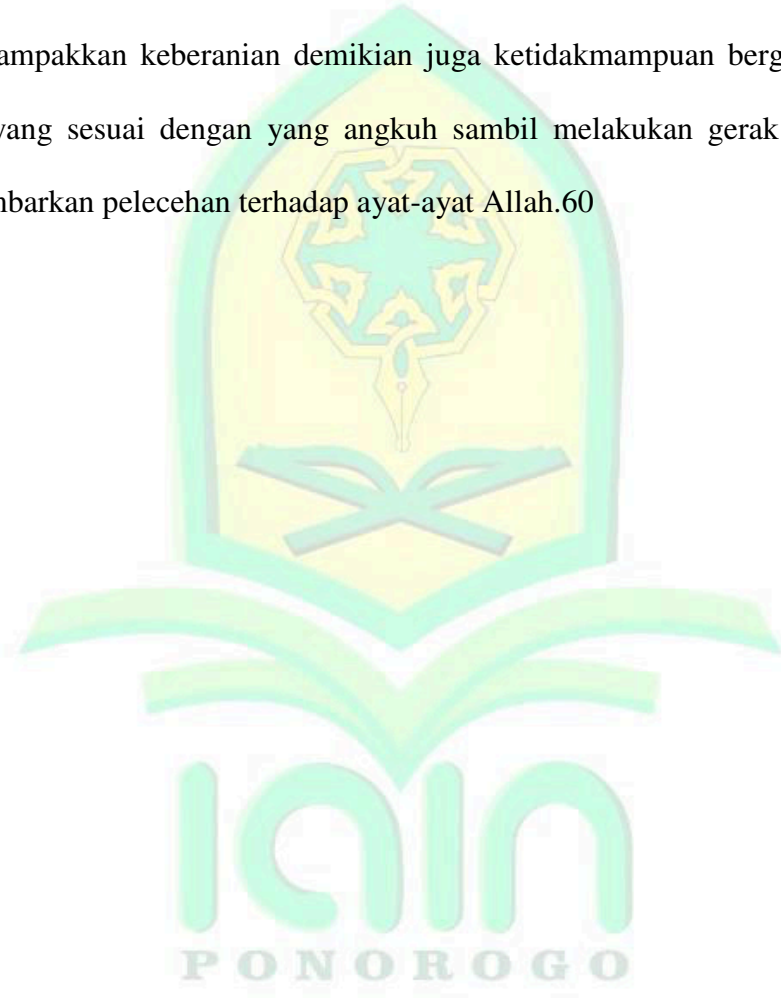 ampakkan keberanian demikian juga ketidakmampuan berg
yang sesuai dengan yang angkuh sambil melakukan gerak
nbarkan pelecehan terhadap ayat-ayat Allah.60
iain
PONOROGO